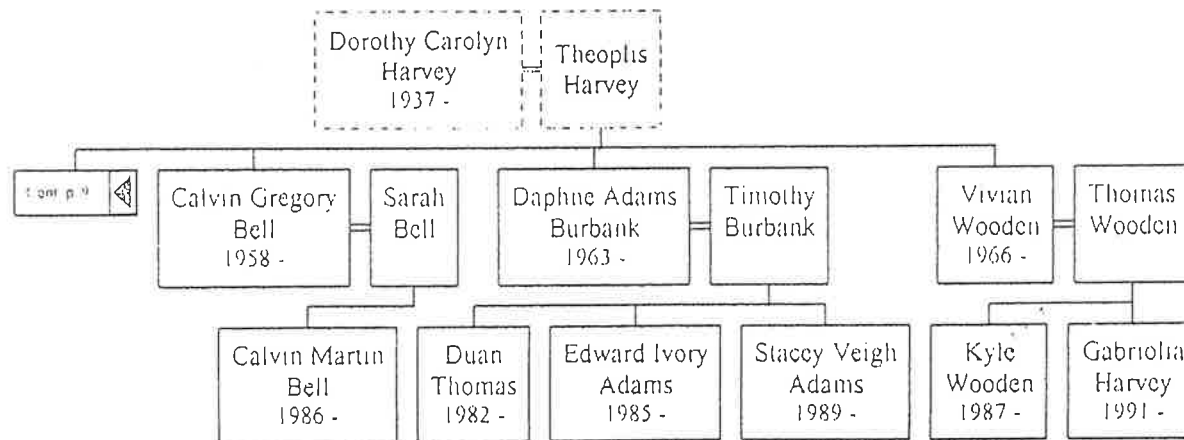 Dorothy Carolyn
Harvey
1937 -
Theoplis
Harvey
Cont. p. 9
Calvin Gregory
Bell
1958 -
Sarah
Bell
Daphne Adams
Burbank
1963 -
Timothy
Burbank
Vivian
Wooden
1966 -
Thomas
Wooden
Calvin Martin
Bell
1986 -
Duan
Thomas
1982 -
Edward Ivory
Adams
1985 -
Stacey Veigh
Adams
1989 -
Kyle
Wooden
1987 -
Gabriolia
Harvey
1991 -